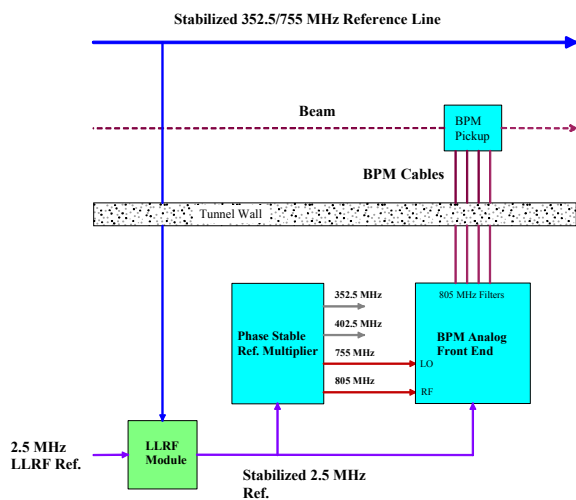 Stabilized 352.5/755 MHz Reference Line
Beam
BPM
Pickup
BPM Cables
Tunnel Wall
352.5 MHz
805 MHz Filters
402.5 MHz
Phase Stable
Ref. Multiplier
BPM Analog
Front End
755 MHz
LO
805 MHz
RF
2.5 MHz
LLRF Ref.
LLRF
Module
Stabilized 2.5 MHz
Ref.